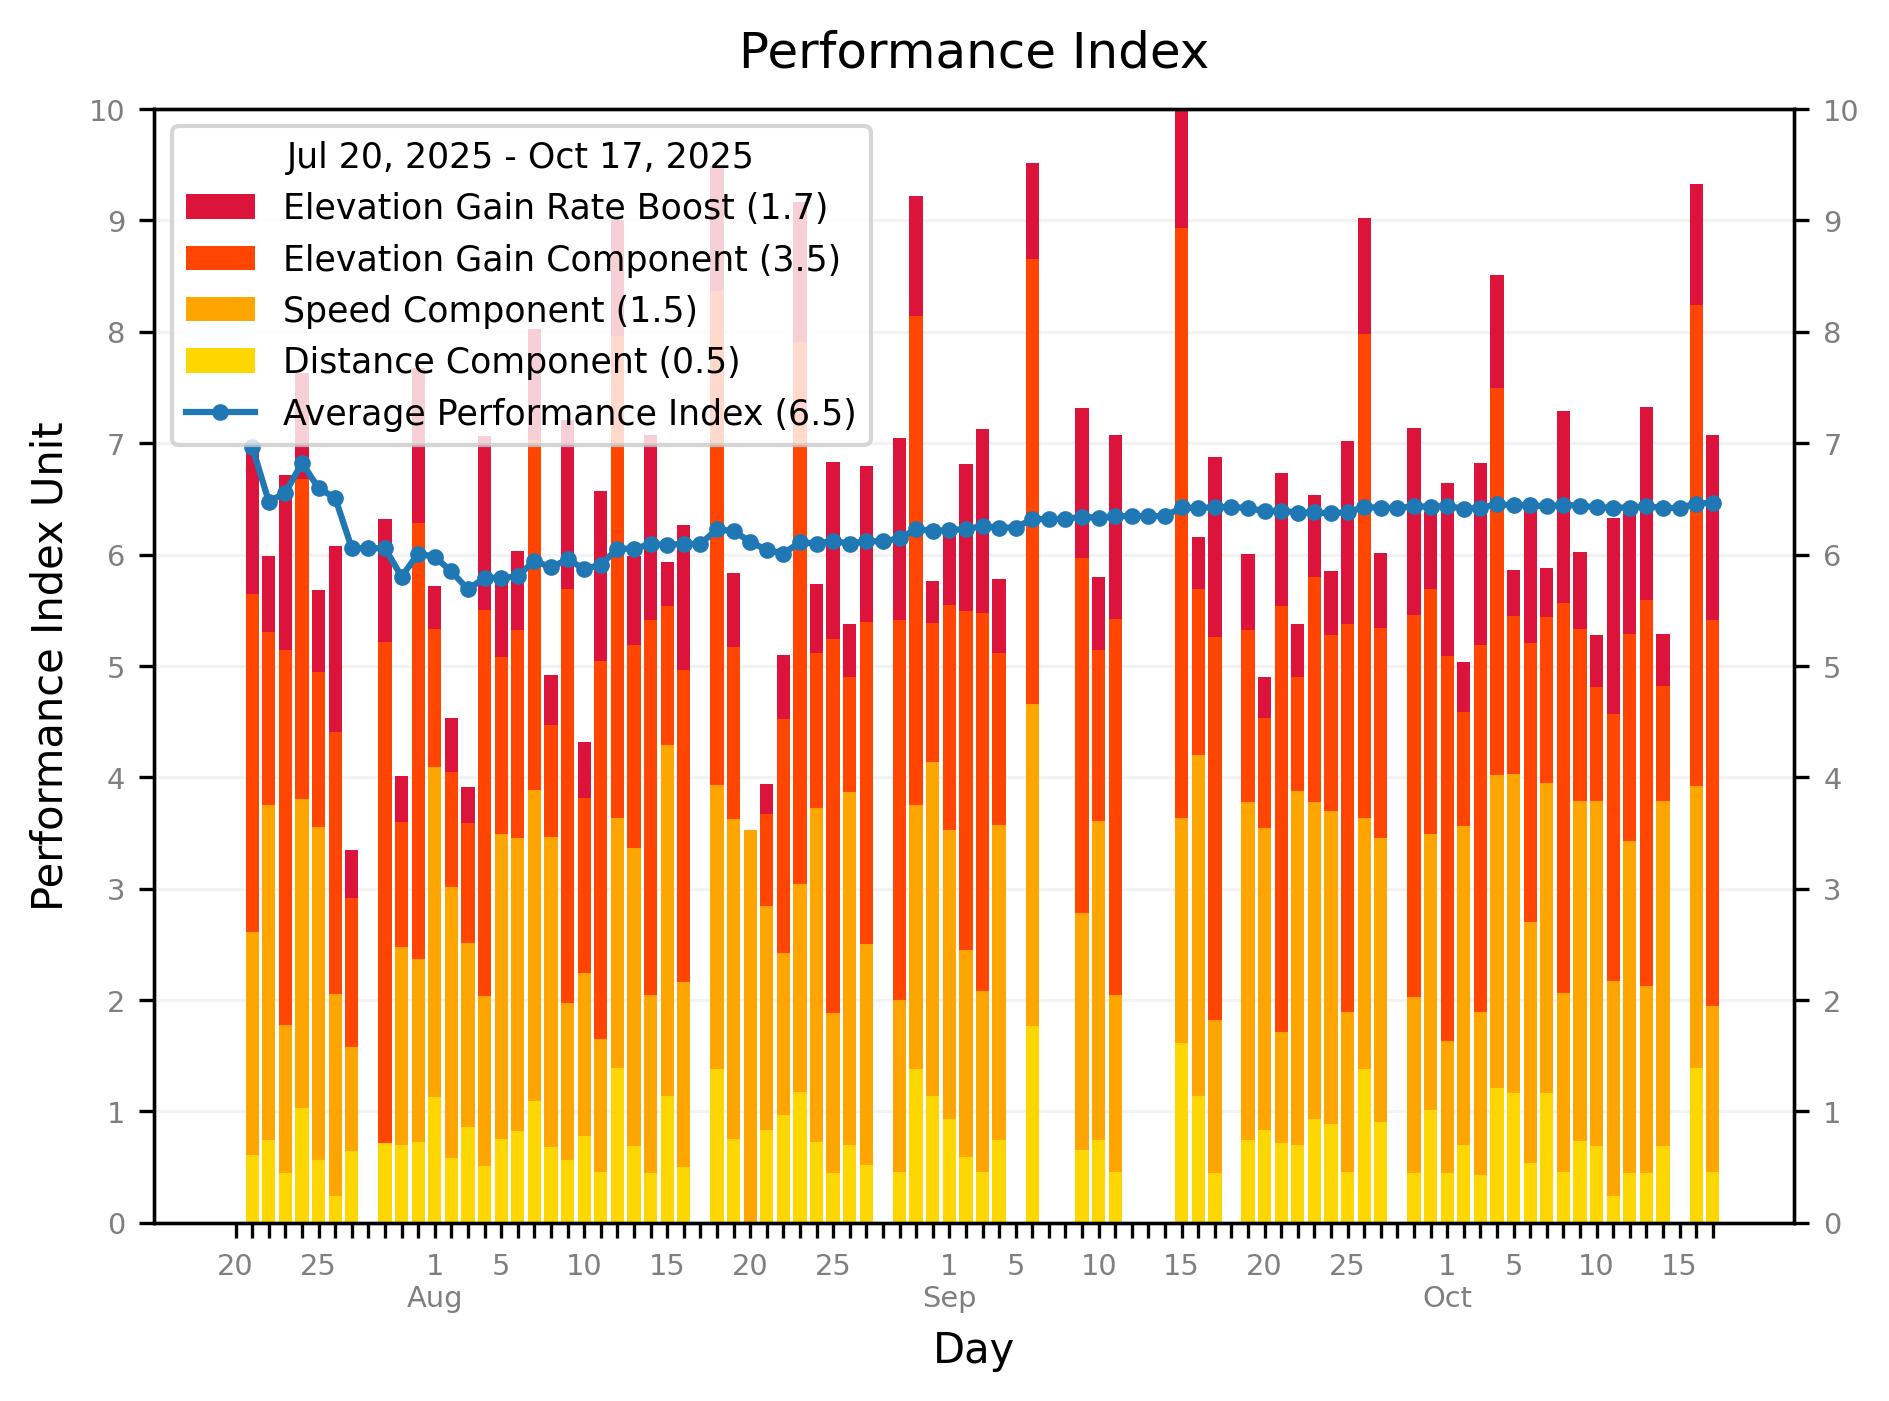 Performance Index
Jul 20, 2025 - Oct 17, 2025
Elevation Gain Rate Boost (1.7)
Elevation Gain Component (3.5)
Speed Component (1.5)
Distance Component (0.5)
Average Performance Index (6.5)
Performance Index Unit
10
9
8
7
6
5
4
3
2
1
0
10
9
8
7
6
5
4
3
2
1
0
20 25 1 5 10 15 20 25 1 5 10 15 20 25 1 5 10 15
Aug Sep Oct
Day